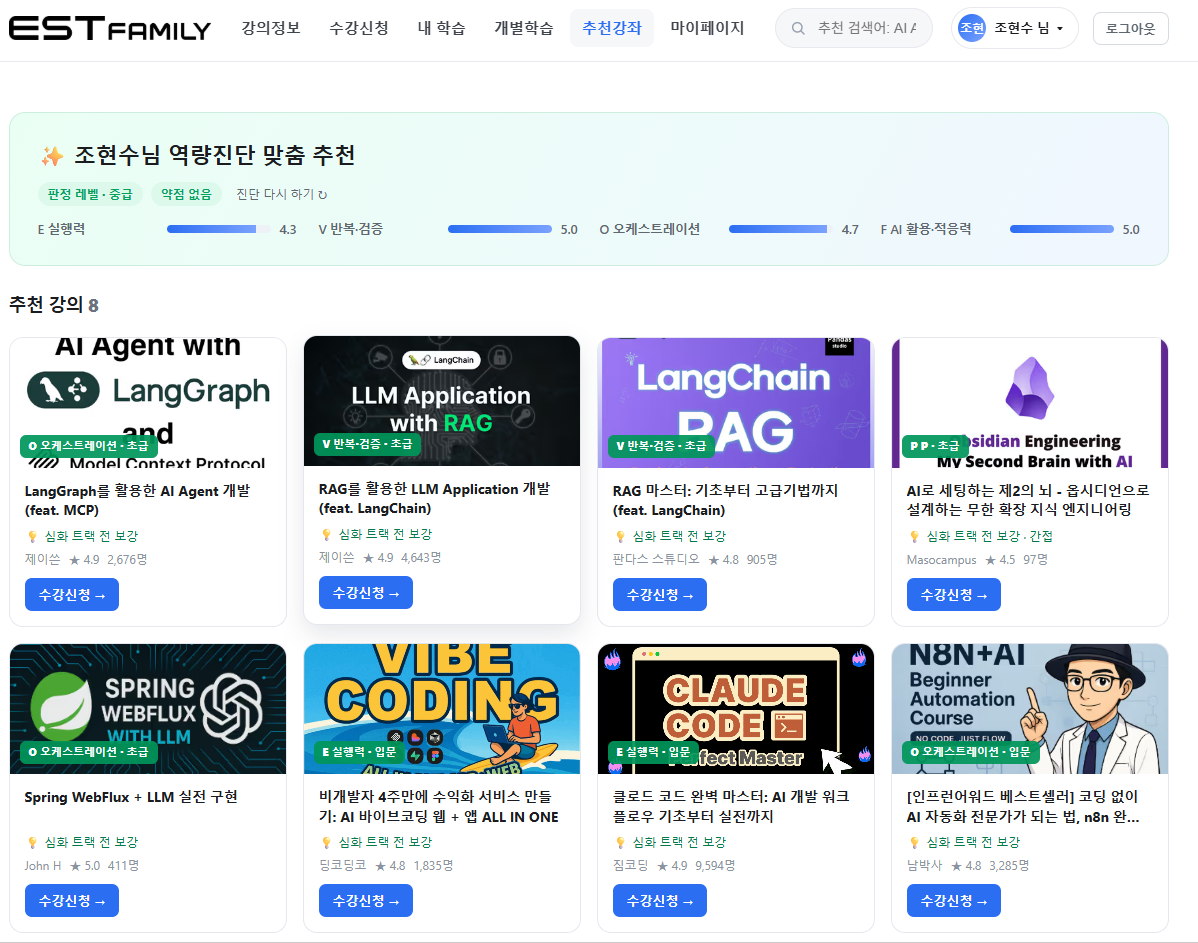 EST FAMILY
강의정보 수강신청 내 학습 개별학습 추천강좌 마이페이지 추천 검색어: AI A 조현 조현수 님 로그아웃
✨ 조현수님 역량진단 맞춤 추천
판정 레벨 · 중급 약점 없음 진단 다시 하기 ↻
E 실행력 4.3 V 반복·검증 5.0 O 오케스트레이션 4.7 F AI 활용·적응력 5.0
추천 강의 8
AI Agent with
LangGraph
and
Model Context Protocol
O 오케스트레이션 · 초급
LangGraph를 활용한 AI Agent 개발
(feat. MCP)
💡 심화 트랙 전 보강
제이쓴 ★ 4.9 2,676명
수강신청 →
LangChain
LLM Application
with RAG
V 반복·검증 · 초급
RAG를 활용한 LLM Application 개발
(feat. LangChain)
💡 심화 트랙 전 보강
제이쓴 ★ 4.9 4,643명
수강신청 →
Pandas
studio
LangChain
RAG
V 반복·검증 · 초급
RAG 마스터: 기초부터 고급기법까지
(feat. LangChain)
💡 심화 트랙 전 보강
판다스 스튜디오 ★ 4.8 905명
수강신청 →
sidian Engineering
My Second Brain with AI
P P · 초급
AI로 세팅하는 제2의 뇌 - 옵시디언으로
설계하는 무한 확장 지식 엔지니어링
💡 심화 트랙 전 보강 · 간접
Masocampus ★ 4.5 97명
수강신청 →
SPRING
WEBFLUX
WITH LLM
O 오케스트레이션 · 초급
Spring WebFlux + LLM 실전 구현
💡 심화 트랙 전 보강
John H ★ 5.0 411명
수강신청 →
VIBE
CODING
E 실행력 · 입문
WEB
비개발자 4주만에 수익화 서비스 만들
기: AI 바이브코딩 웹 + 앱 ALL IN ONE
💡 심화 트랙 전 보강
딩코딩코 ★ 4.8 1,835명
수강신청 →
CLAUDE
CODE
Perfect Master
E 실행력 · 입문
클로드 코드 완벽 마스터: AI 개발 워크
플로우 기초부터 실전까지
💡 심화 트랙 전 보강
짐코딩 ★ 4.9 9,594명
수강신청 →
N8N+AI
Beginner
Automation
Course
NO CODE, JUST FLOW
O 오케스트레이션 · 입문
[인프런어워드 베스트셀러] 코딩 없이
AI 자동화 전문가가 되는 법, n8n 완...
💡 심화 트랙 전 보강
남박사 ★ 4.8 3,285명
수강신청 →